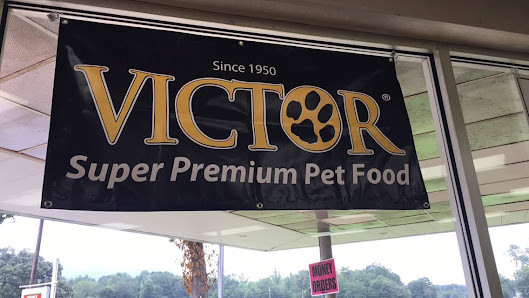 Since 1950
VICTOR®
Super Premium Pet Food
MONEY
ORDERS